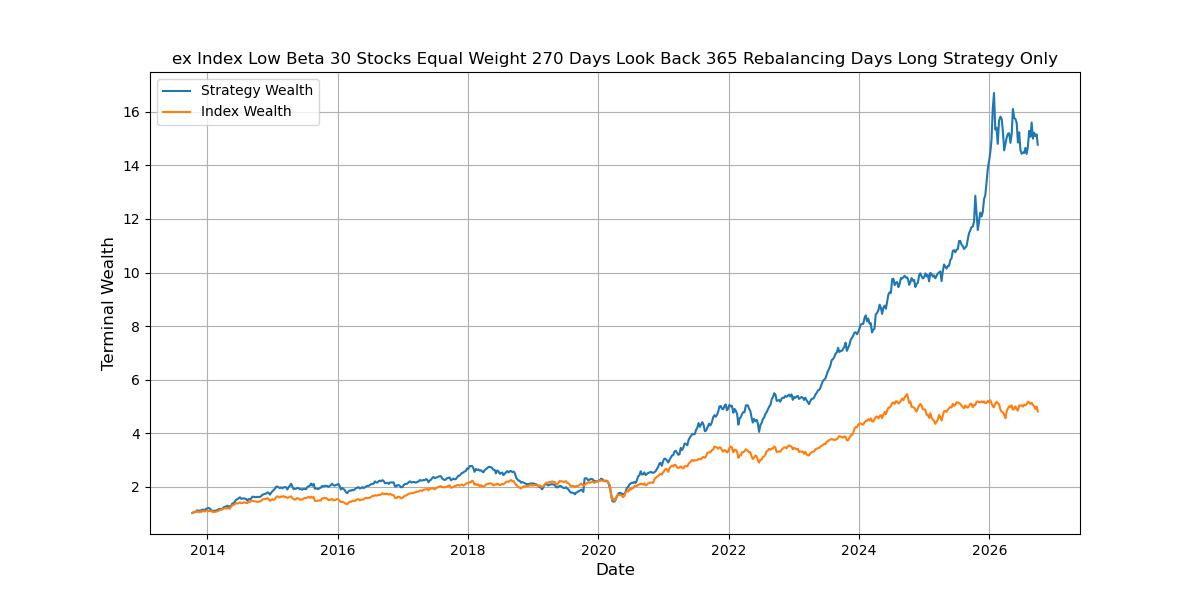 ex Index Low Beta 30 Stocks Equal Weight 270 Days Look Back 365 Rebalancing Days Long Strategy Only
Strategy Wealth
Index Wealth
Terminal Wealth
16
14
12
10
8
6
4
2
2014 2016 2018 2020 2022 2024 2026
Date